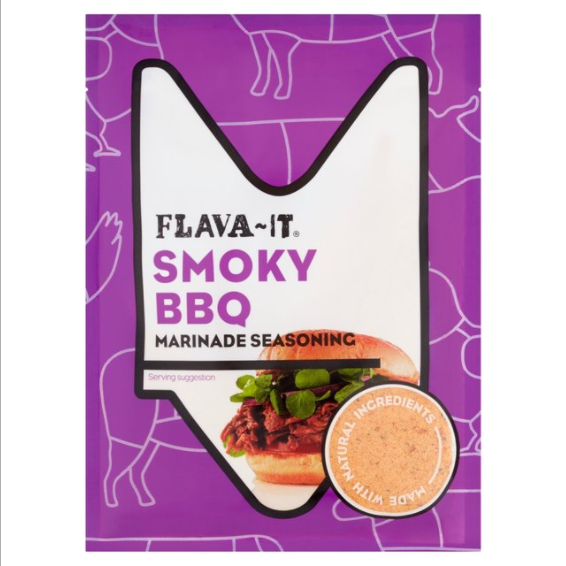 FLAVA~IT®
SMOKY
BBQ
MARINADE SEASONING
Serving suggestion
MADE WITH NATURAL INGREDIENTS